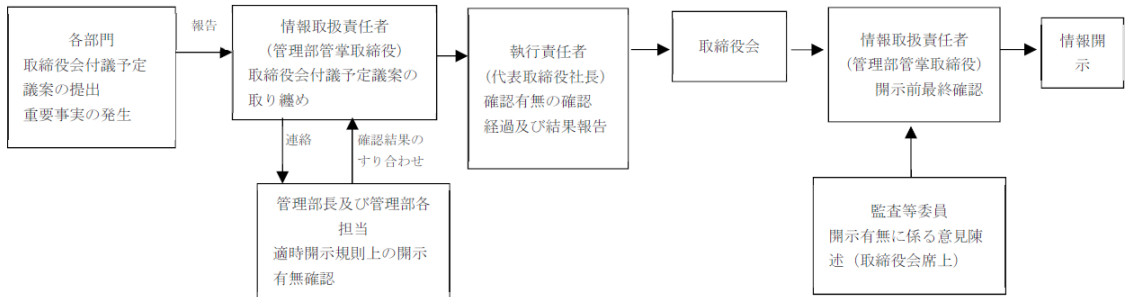 各部門
取締役会付議予定
議案の提出
重要事実の発生
報告
情報取扱責任者
(管理部管掌取締役)
取締役会付議予定議案の
取り纏め
連絡
確認結果の
すり合わせ
管理部長及び管理部各
担当
適時開示規則上の開示
有無確認
執行責任者
(代表取締役社長)
確認有無の確認
経過及び結果報告
取締役会
情報取扱責任者
(管理部管掌取締役)
開示前最終確認
監査等委員
開示有無に係る意見陳
述（取締役会席上）
情報開
示